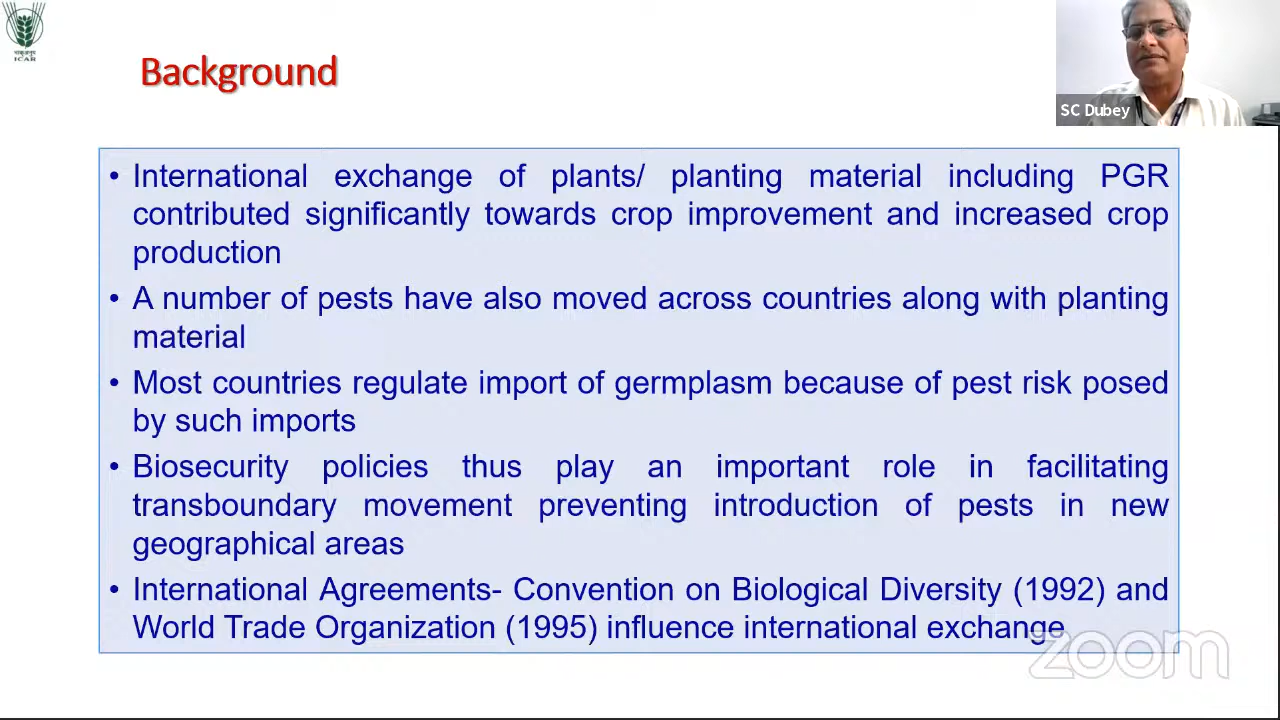 भाकृअनुप
ICAR
Background
SC Dubey
• International exchange of plants/ planting material including PGR
contributed significantly towards crop improvement and increased crop
production
• A number of pests have also moved across countries along with planting
material
• Most countries regulate import of germplasm because of pest risk posed
by such imports
• Biosecurity policies thus play an important role in facilitating
transboundary movement preventing introduction of pests in new
geographical areas
• International Agreements- Convention on Biological Diversity (1992) and
World Trade Organization (1995) influence international exchange
zoom